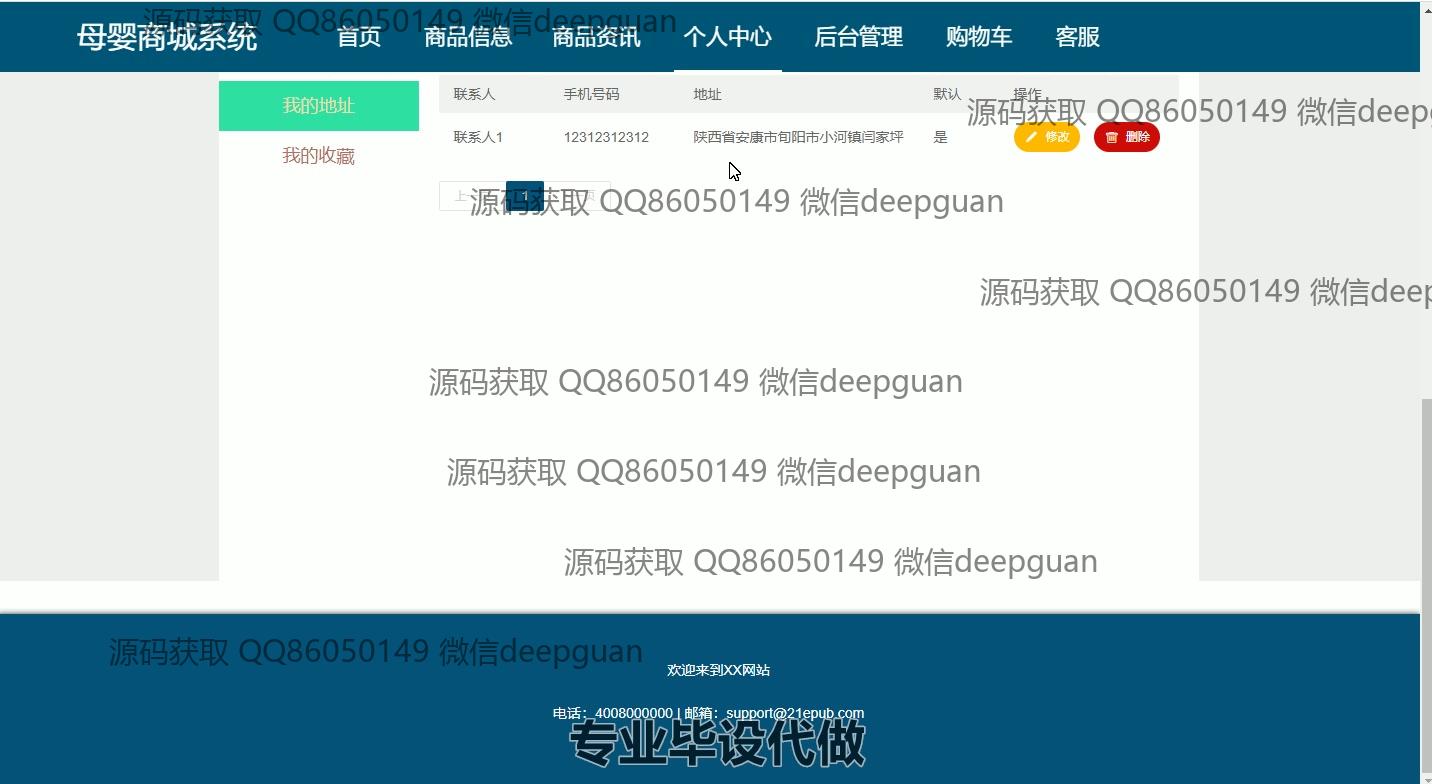 源码获取 QQ86050149 微信deepguan
母婴商城系统 首页 商品信息 商品资讯 个人中心 后台管理 购物车 客服
我的地址 联系人 手机号码 地址 默认 操作
源码获取 QQ86050149 微信deepg
联系人1 12312312312 陕西省安康市旬阳市小河镇闫家坪 是 修改 删除
我的收藏
上一 1 页
源码获取 QQ86050149 微信deepguan
源码获取 QQ86050149 微信deep
源码获取 QQ86050149 微信deepguan
源码获取 QQ86050149 微信deepguan
源码获取 QQ86050149 微信deepguan
源码获取 QQ86050149 微信deepguan
欢迎来到XX网站
电话：4008000000 | 邮箱：support@21epub.com
专业毕设代做